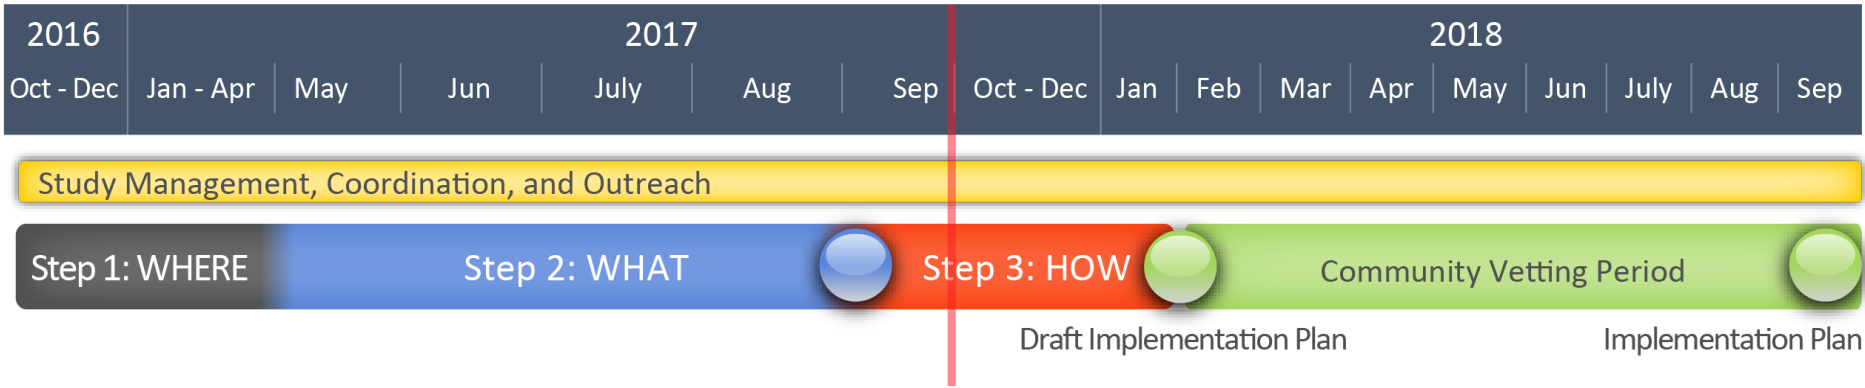 2016 2017 2018
Oct - Dec Jan - Apr May Jun July Aug Sep Oct - Dec Jan Feb Mar Apr May Jun July Aug Sep
Study Management, Coordination, and Outreach
Step 1: WHERE Step 2: WHAT Step 3: HOW Community Vetting Period
Draft Implementation Plan Implementation Plan